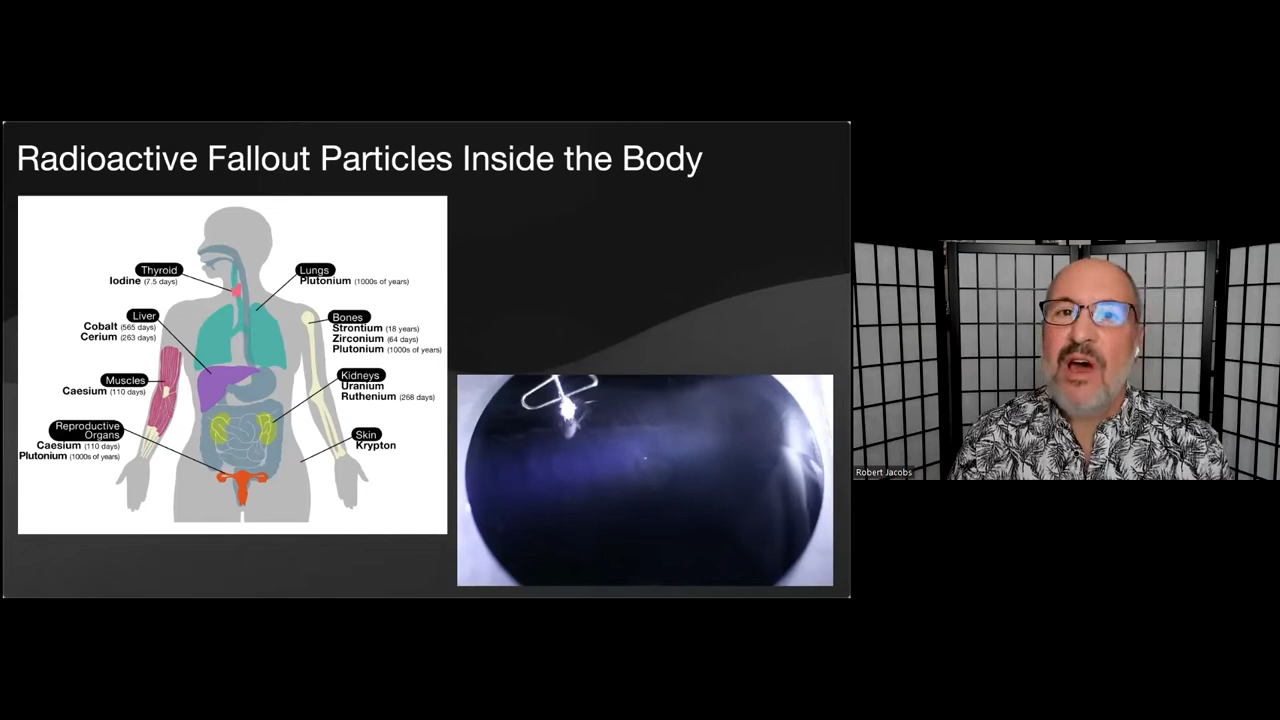 Radioactive Fallout Particles Inside the Body
Thyroid
Iodine (7.5 days)
Liver
Cobalt (565 days)
Cerium (263 days)
Muscles
Caesium (110 days)
Reproductive
Organs
Caesium (110 days)
Plutonium (1000s of years)
Lungs
Plutonium (1000s of years)
Bones
Strontium (18 years)
Zirconium (64 days)
Plutonium (1000s of years)
Kidneys
Uranium
Ruthenium (268 days)
Skin
Krypton
Robert Jacobs